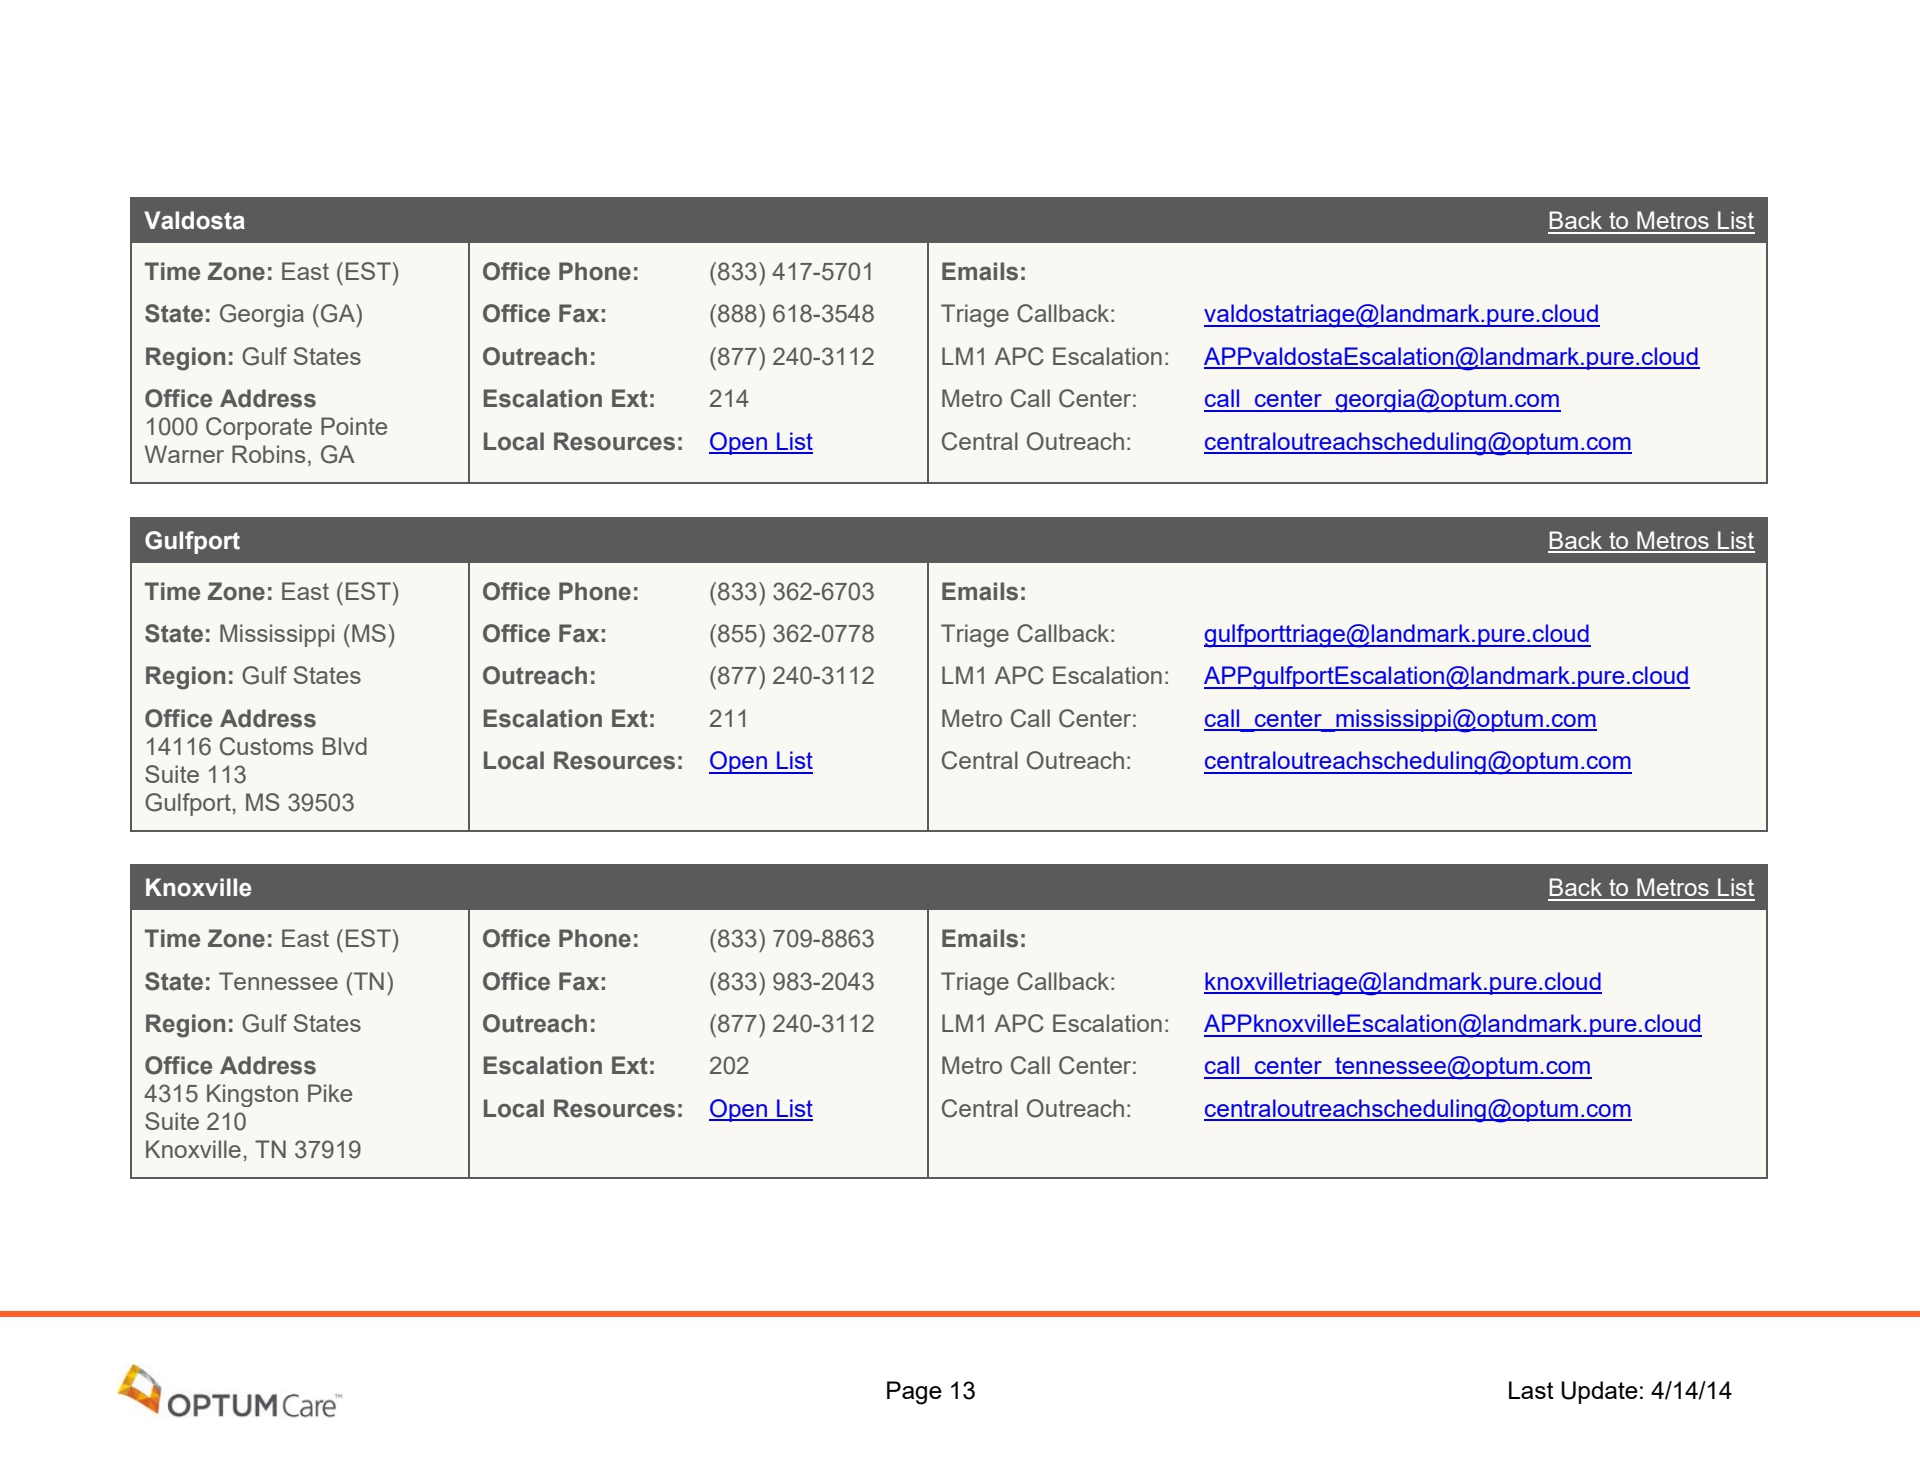 Valdosta Back to Metros List
Time Zone: East (EST)
State: Georgia (GA)
Region: Gulf States
Office Address
1000 Corporate Pointe
Warner Robins, GA
Office Phone: (833) 417-5701
Office Fax: (888) 618-3548
Outreach: (877) 240-3112
Escalation Ext: 214
Local Resources: Open List
Emails:
Triage Callback: valdostatriage@landmark.pure.cloud
LM1 APC Escalation: APPvaldostaEscalation@landmark.pure.cloud
Metro Call Center: call_center_georgia@optum.com
Central Outreach: centraloutreachscheduling@optum.com
Gulfport Back to Metros List
Time Zone: East (EST)
State: Mississippi (MS)
Region: Gulf States
Office Address
14116 Customs Blvd
Suite 113
Gulfport, MS 39503
Office Phone: (833) 362-6703
Office Fax: (855) 362-0778
Outreach: (877) 240-3112
Escalation Ext: 211
Local Resources: Open List
Emails:
Triage Callback: gulfporttriage@landmark.pure.cloud
LM1 APC Escalation: APPgulfportEscalation@landmark.pure.cloud
Metro Call Center: call_center_mississippi@optum.com
Central Outreach: centraloutreachscheduling@optum.com
Knoxville Back to Metros List
Time Zone: East (EST)
State: Tennessee (TN)
Region: Gulf States
Office Address
4315 Kingston Pike
Suite 210
Knoxville, TN 37919
Office Phone: (833) 709-8863
Office Fax: (833) 983-2043
Outreach: (877) 240-3112
Escalation Ext: 202
Local Resources: Open List
Emails:
Triage Callback: knoxvilletriage@landmark.pure.cloud
LM1 APC Escalation: APPknoxvilleEscalation@landmark.pure.cloud
Metro Call Center: call_center_tennessee@optum.com
Central Outreach: centraloutreachscheduling@optum.com
OPTUM Care™ Page 13 Last Update: 4/14/14